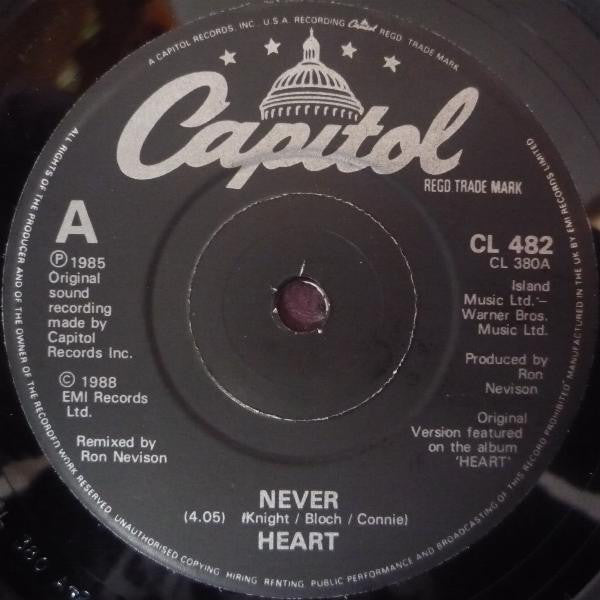 A CAPITOL RECORDS, INC., U.S.A. RECORDING Capitol REGD. TRADE MARK
Capitol
REGD TRADE MARK
A
Ⓟ 1985
Original
sound
recording
made by
Capitol
Records Inc.
© 1988
EMI Records
Ltd.
Remixed by
Ron Nevison
CL 482
CL 380A
Island
Music Ltd.–
Warner Bros.
Music Ltd.
Produced by
Ron
Nevison
Original
Version featured
on the album
'HEART'
NEVER
(4.05) (Knight / Bloch / Connie)
HEART
ALL RIGHTS OF THE PRODUCER AND OF THE OWNER OF THE RECORDED WORK RESERVED. UNAUTHORISED COPYING, HIRING, RENTING, PUBLIC PERFORMANCE AND BROADCASTING OF THIS RECORD PROHIBITED. MANUFACTURED IN THE UK BY EMI RECORDS LIMITED